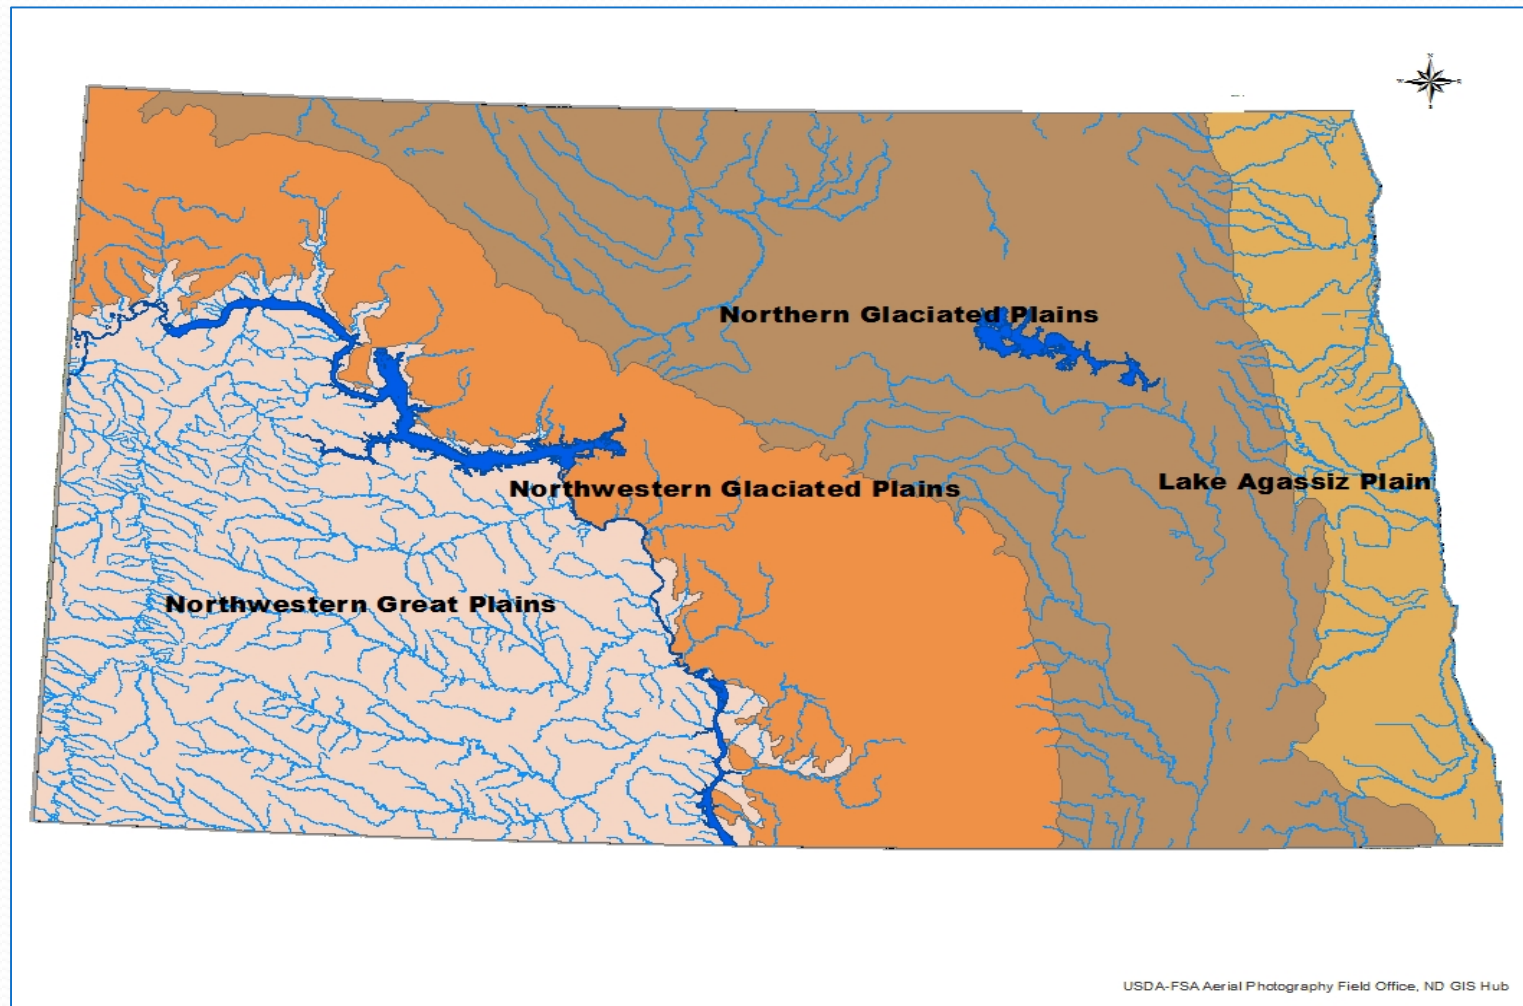 Northern Glaciated Plains
Lake Agassiz Plain
Northwestern Glaciated Plains
Northwestern Great Plains
USDA-FSA Aerial Photography Field Office, ND GIS Hub